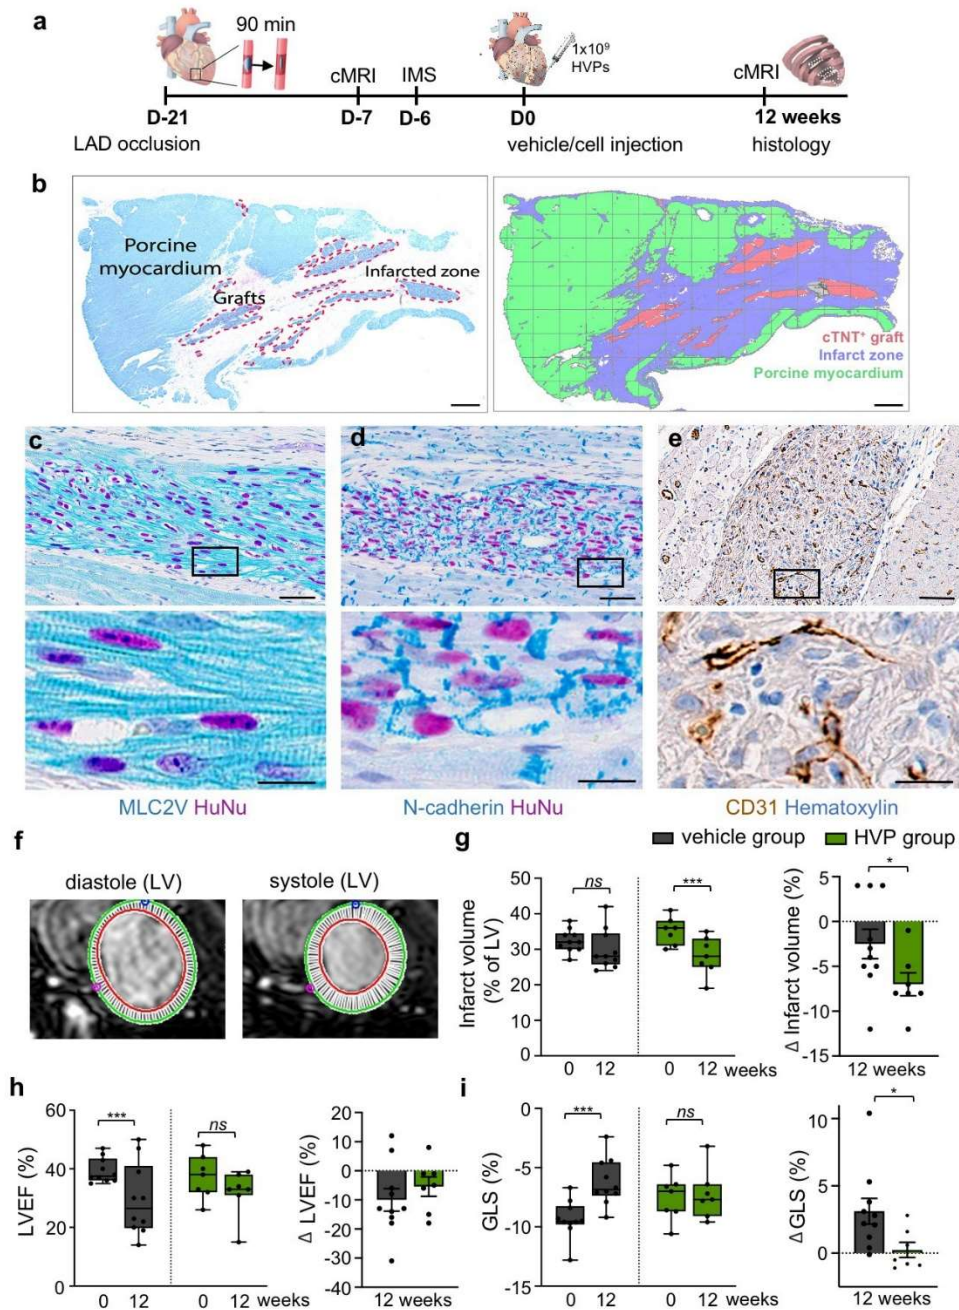 a
90 min
1x10⁹
HVPs
cMRI
IMS
cMRI
D-21
D-7
D-6
D0
12 weeks
LAD occlusion
vehicle/cell injection
histology
b
Porcine
myocardium
Grafts
Infarcted zone
cTNT⁺ graft
Infarct zone
Porcine myocardium
c
d
e
MLC2V HuNu
N-cadherin HuNu
CD31 Hematoxylin
f
diastole (LV)
systole (LV)
vehicle group
HVP group
g
Infarct volume
(% of LV)
50
40
30
20
10
0
ns
***
0
12
0
12
weeks
Δ Infarct volume (%)
5
0
-5
-10
-15
*
12 weeks
h
LVEF (%)
60
40
20
0
***
ns
0
12
0
12
weeks
Δ LVEF (%)
20
10
0
-10
-20
-30
-40
12 weeks
i
GLS (%)
0
-5
-10
-15
***
ns
0
12
0
12
weeks
Δ GLS (%)
10
5
0
*
12 weeks